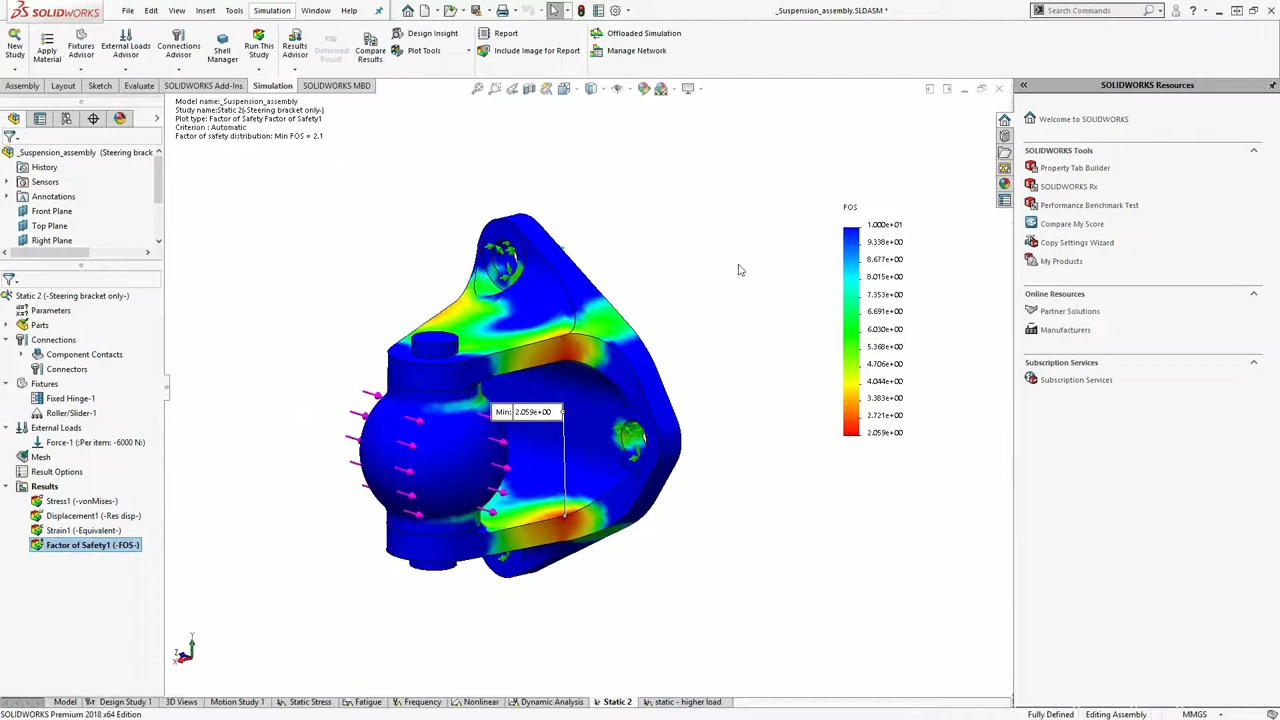 SOLIDWORKS
File
Edit
View
Insert
Tools
Simulation
Window
Help
_Suspension_assembly.SLDASM *
Search Commands
New Study
Apply Material
Fixtures Advisor
External Loads Advisor
Connections Advisor
Shell Manager
Run This Study
Results Advisor
Deformed Result
Compare Results
Design Insight
Plot Tools
Report
Include Image for Report
Offloaded Simulation
Manage Network
Assembly
Layout
Sketch
Evaluate
SOLIDWORKS Add-Ins
Simulation
SOLIDWORKS MBD
_Suspension_assembly (Steering brack
History
Sensors
Annotations
Front Plane
Top Plane
Right Plane
Static 2 (-Steering bracket only-)
Parameters
Parts
Connections
Component Contacts
Connectors
Fixtures
Fixed Hinge-1
Roller/Slider-1
External Loads
Force-1 (:Per item: -6000 N:)
Mesh
Result Options
Results
Stress1 (-vonMises-)
Displacement1 (-Res disp-)
Strain1 (-Equivalent-)
Factor of Safety1 (-FOS-)
Model name:_Suspension_assembly
Study name:Static 2(-Steering bracket only-)
Plot type: Factor of Safety Factor of Safety1
Criterion : Automatic
Factor of safety distribution: Min FOS = 2.1
Min: 2.059e+00
FOS
1.000e+01
9.338e+00
8.677e+00
8.015e+00
7.353e+00
6.691e+00
6.030e+00
5.368e+00
4.706e+00
4.044e+00
3.383e+00
2.721e+00
2.059e+00
Y
Z
X
SOLIDWORKS Resources
Welcome to SOLIDWORKS
SOLIDWORKS Tools
Property Tab Builder
SOLIDWORKS Rx
Performance Benchmark Test
Compare My Score
Copy Settings Wizard
My Products
Online Resources
Partner Solutions
Manufacturers
Subscription Services
Subscription Services
Model
Design Study 1
3D Views
Motion Study 1
Static Stress
Fatigue
Frequency
Nonlinear
Dynamic Analysis
Static 2
static - higher load
SOLIDWORKS Premium 2018 x64 Edition
Fully Defined
Editing Assembly
MMGS